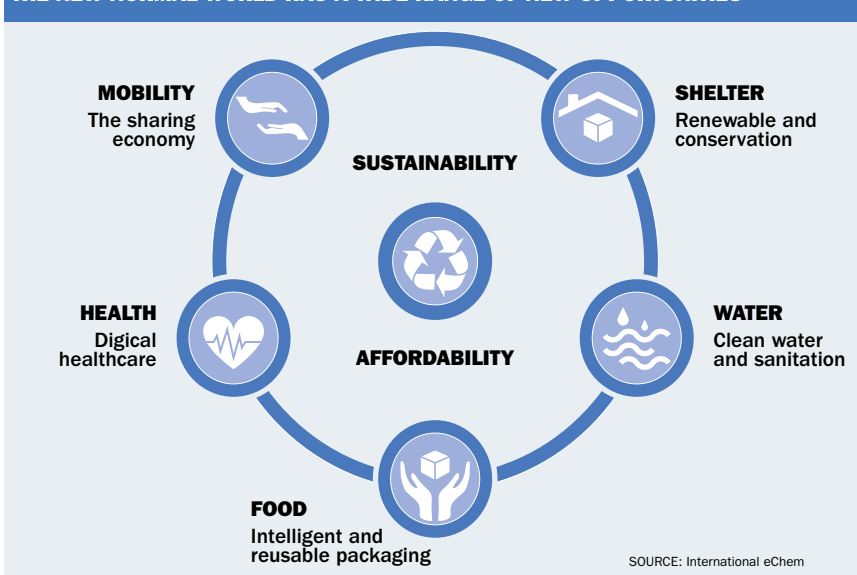 MOBILITY
The sharing
economy
SHELTER
Renewable and
conservation
SUSTAINABILITY
HEALTH
Digical
healthcare
WATER
Clean water
and sanitation
AFFORDABILITY
FOOD
Intelligent and
reusable packaging
SOURCE: International eChem